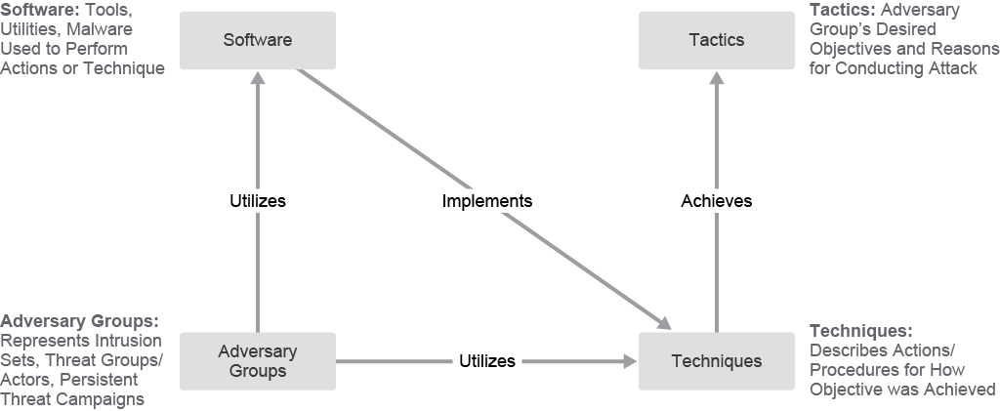 Software: Tools,
Utilities, Malware
Used to Perform
Actions or Technique
Software
Tactics
Tactics: Adversary
Group's Desired
Objectives and Reasons
for Conducting Attack
Utilizes
Implements
Achieves
Adversary Groups:
Represents Intrusion
Sets, Threat Groups/
Actors, Persistent
Threat Campaigns
Adversary
Groups
Utilizes
Techniques
Techniques:
Describes Actions/
Procedures for How
Objective was Achieved